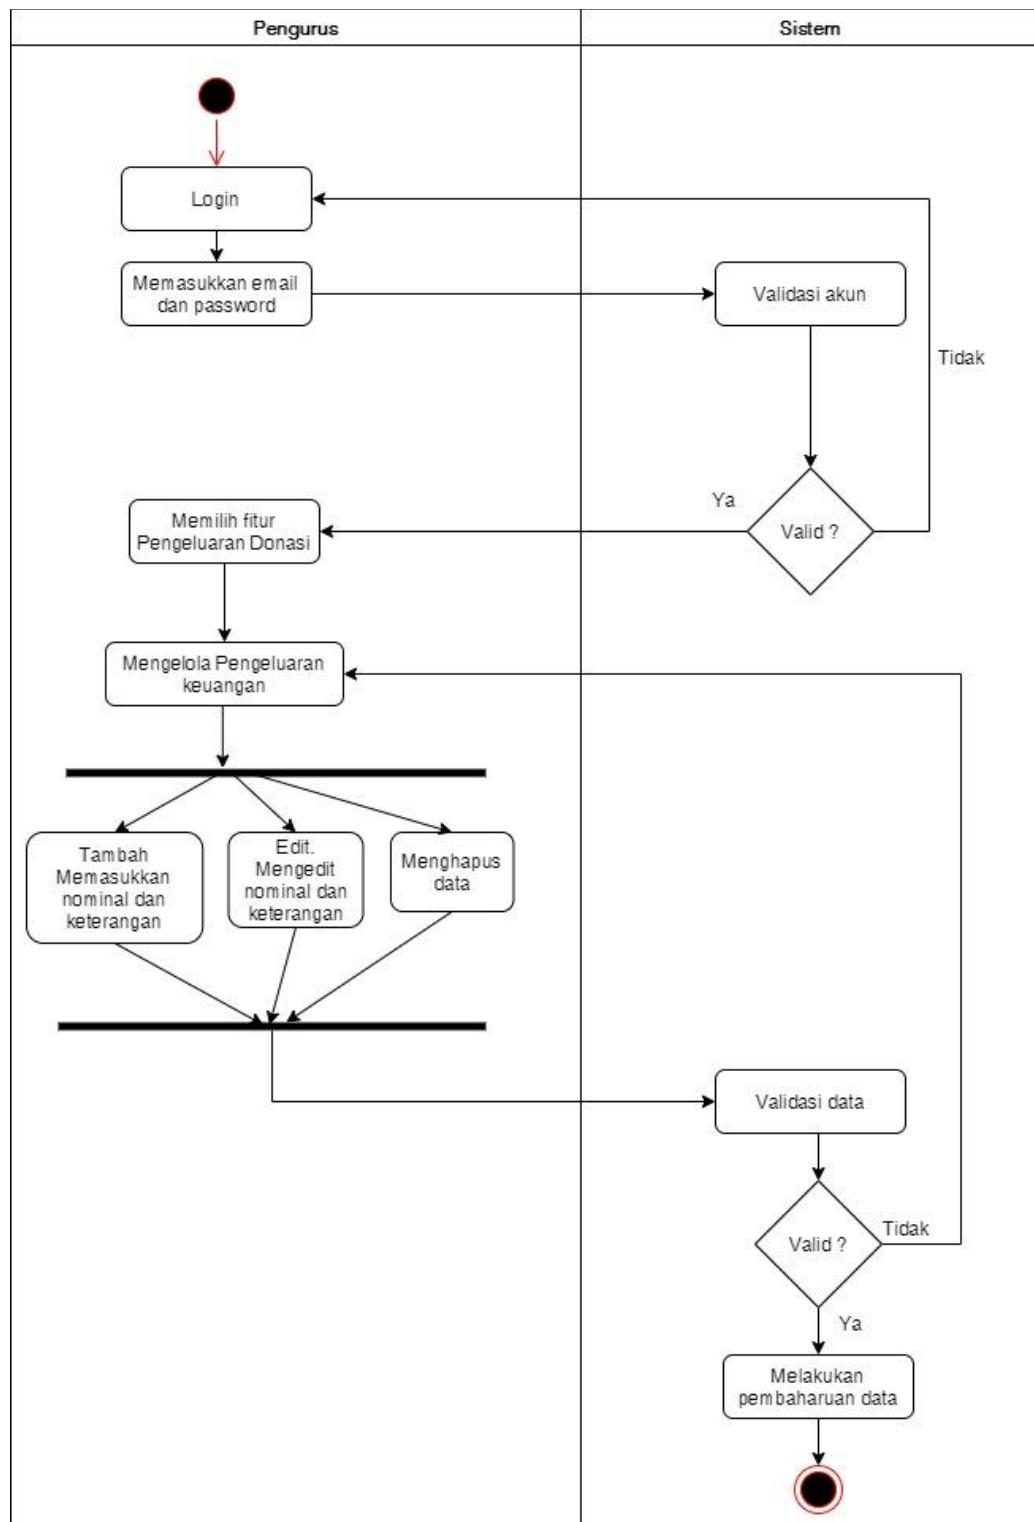 Pengurus
Sistem
Login
Memasukkan email
dan password
Validasi akun
Tidak
Ya
Valid ?
Memilih fitur
Pengeluaran Donasi
Mengelola Pengeluaran
keuangan
Tambah
Memasukkan
nominal dan
keterangan
Edit.
Mengedit
nominal dan
keterangan
Menghapus
data
Validasi data
Valid ?
Tidak
Ya
Melakukan
pembaharuan data